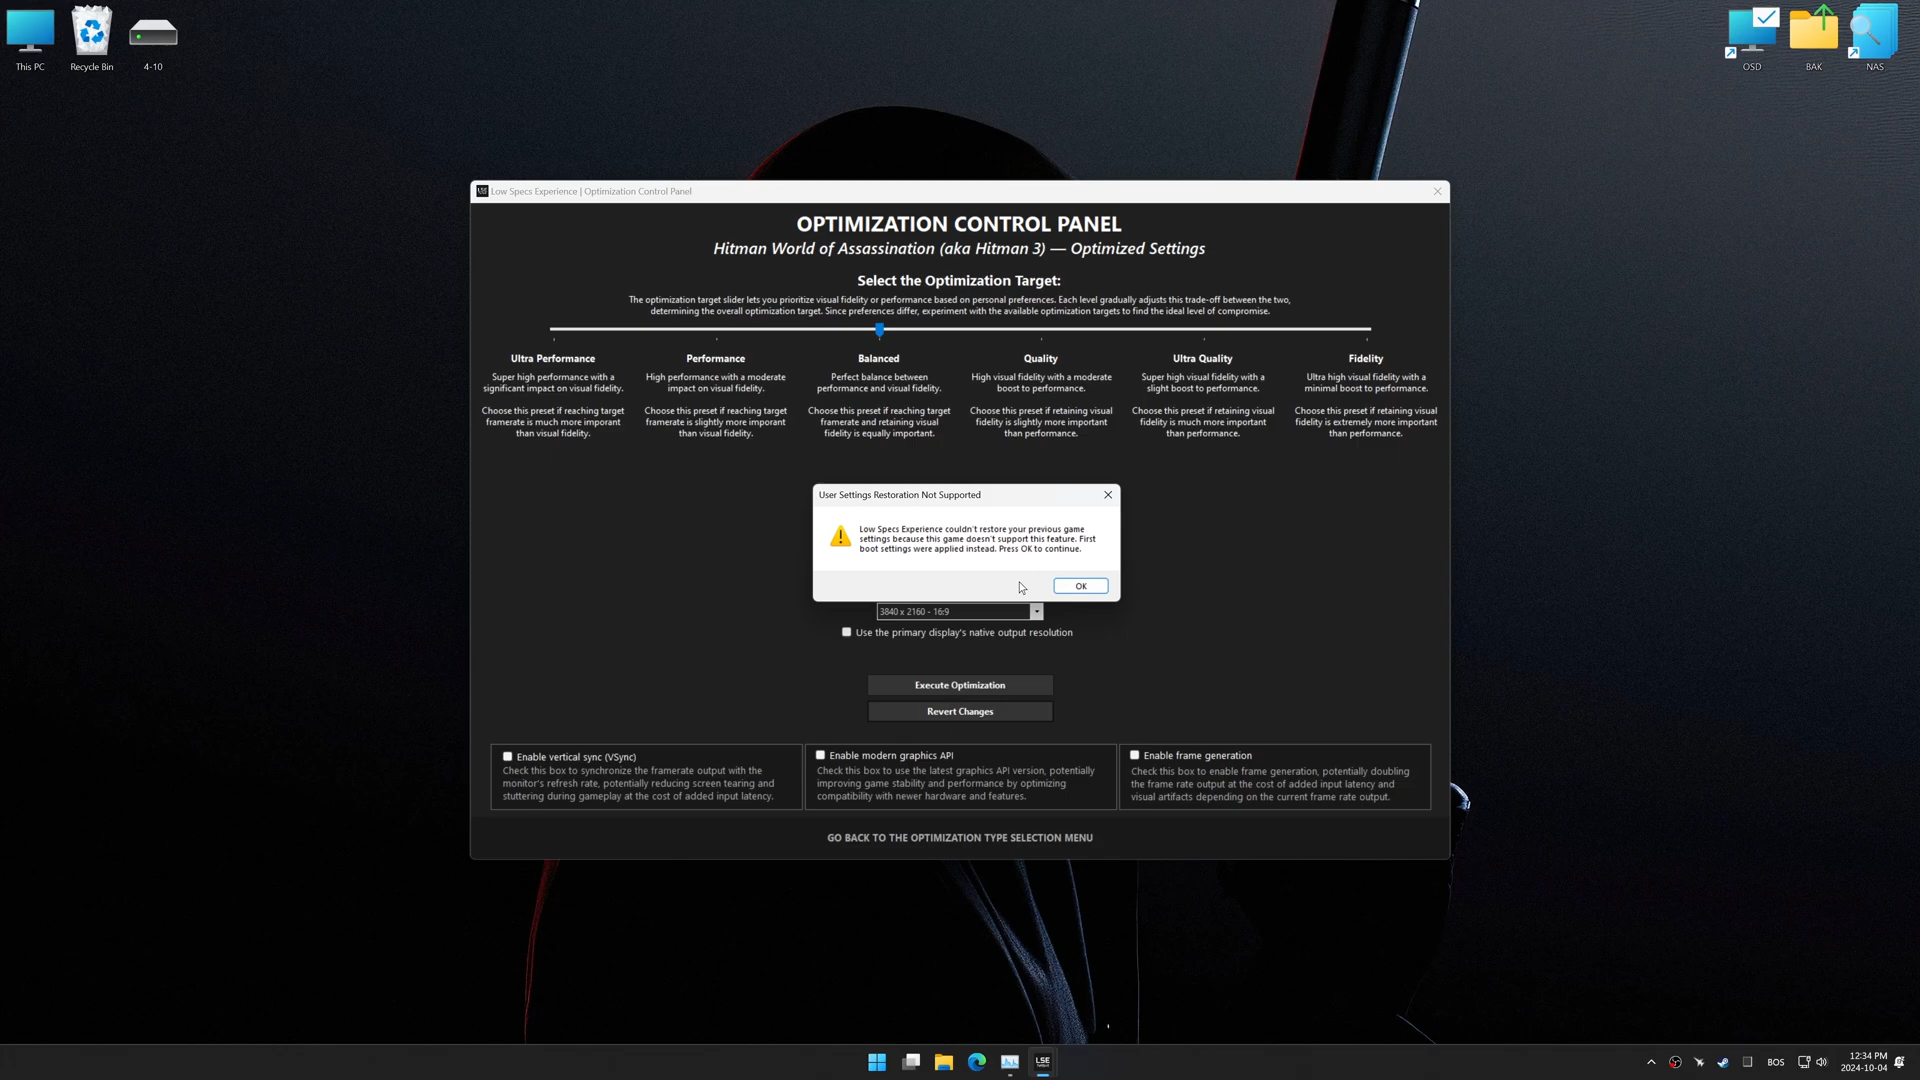 This PC
Recycle Bin
4-10
OSD
BAK
NAS
Low Specs Experience | Optimization Control Panel
OPTIMIZATION CONTROL PANEL
Hitman World of Assassination (aka Hitman 3) — Optimized Settings
Select the Optimization Target:
The optimization target slider lets you prioritize visual fidelity or performance based on personal preferences. Each level gradually adjusts this trade-off between the two,
determining the overall optimization target. Since preferences differ, experiment with the available optimization targets to find the ideal level of compromise.
Ultra Performance
Super high performance with a
significant impact on visual fidelity.
Choose this preset if reaching target
framerate is much more imporant
than visual fidelity.
Performance
High performance with a moderate
impact on visual fidelity.
Choose this preset if reaching target
framerate is slightly more imporant
than visual fidelity.
Balanced
Perfect balance between
performance and visual fidelity.
Choose this preset if reaching target
framerate and retaining visual
fidelity is equally important.
Quality
High visual fidelity with a moderate
boost to performance.
Choose this preset if retaining visual
fidelity is slightly more important
than performance.
Ultra Quality
Super high visual fidelity with a
slight boost to performance.
Choose this preset if retaining visual
fidelity is much more important
than performance.
Fidelity
Ultra high visual fidelity with a
minimal boost to performance.
Choose this preset if retaining visual
fidelity is extremely more important
than performance.
User Settings Restoration Not Supported
Low Specs Experience couldn't restore your previous game
settings because this game doesn't support this feature. First
boot settings were applied instead. Press OK to continue.
OK
3840 x 2160 - 16:9
Use the primary display's native output resolution
Execute Optimization
Revert Changes
Enable vertical sync (VSync)
Check this box to synchronize the framerate output with the
monitor's refresh rate, potentially reducing screen tearing and
stuttering during gameplay at the cost of added input latency.
Enable modern graphics API
Check this box to use the latest graphics API version, potentially
improving game stability and performance by optimizing
compatibility with newer hardware and features.
Enable frame generation
Check this box to enable frame generation, potentially doubling
the frame rate output at the cost of added input latency and
visual artifacts depending on the current frame rate output.
GO BACK TO THE OPTIMIZATION TYPE SELECTION MENU
LSE
BOS
12:34 PM
2024-10-04